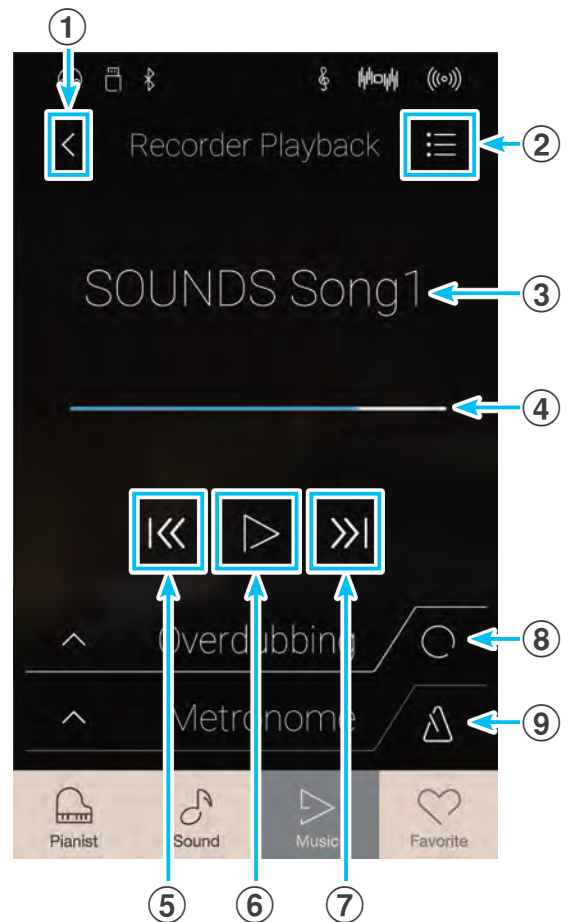 ①
Recorder Playback
②
SOUNDS Song1
③
④
Overdubbing
⑧
Metronome
⑨
Pianist Sound Music Favorite
⑤ ⑥ ⑦